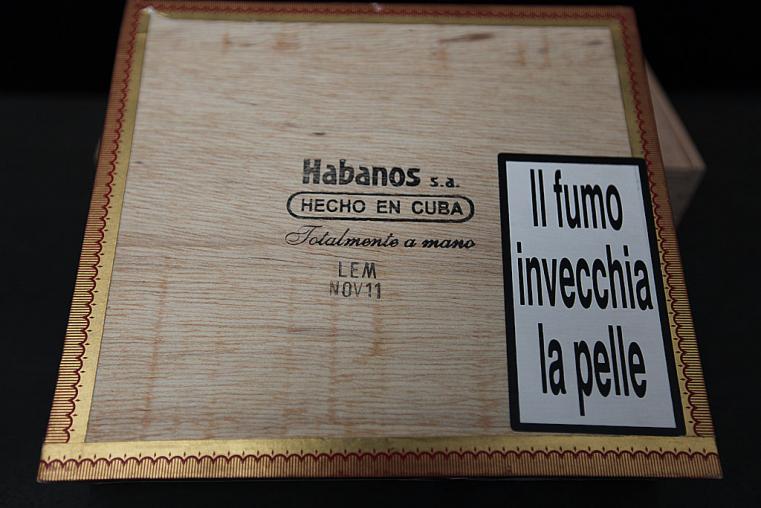 Habanos s.a.
HECHO EN CUBA
Totalmente a mano
LEM
NOV11
Il fumo
invecchia
la pelle